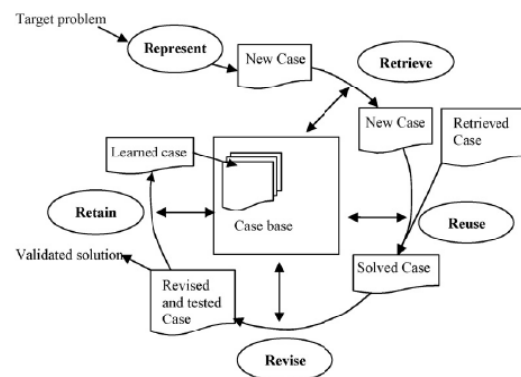 Target problem
Represent
New Case
Retrieve
New Case
Retrieved
Case
Learned case
Case base
Retain
Reuse
Validated solution
Solved Case
Revised
and tested
Case
Revise